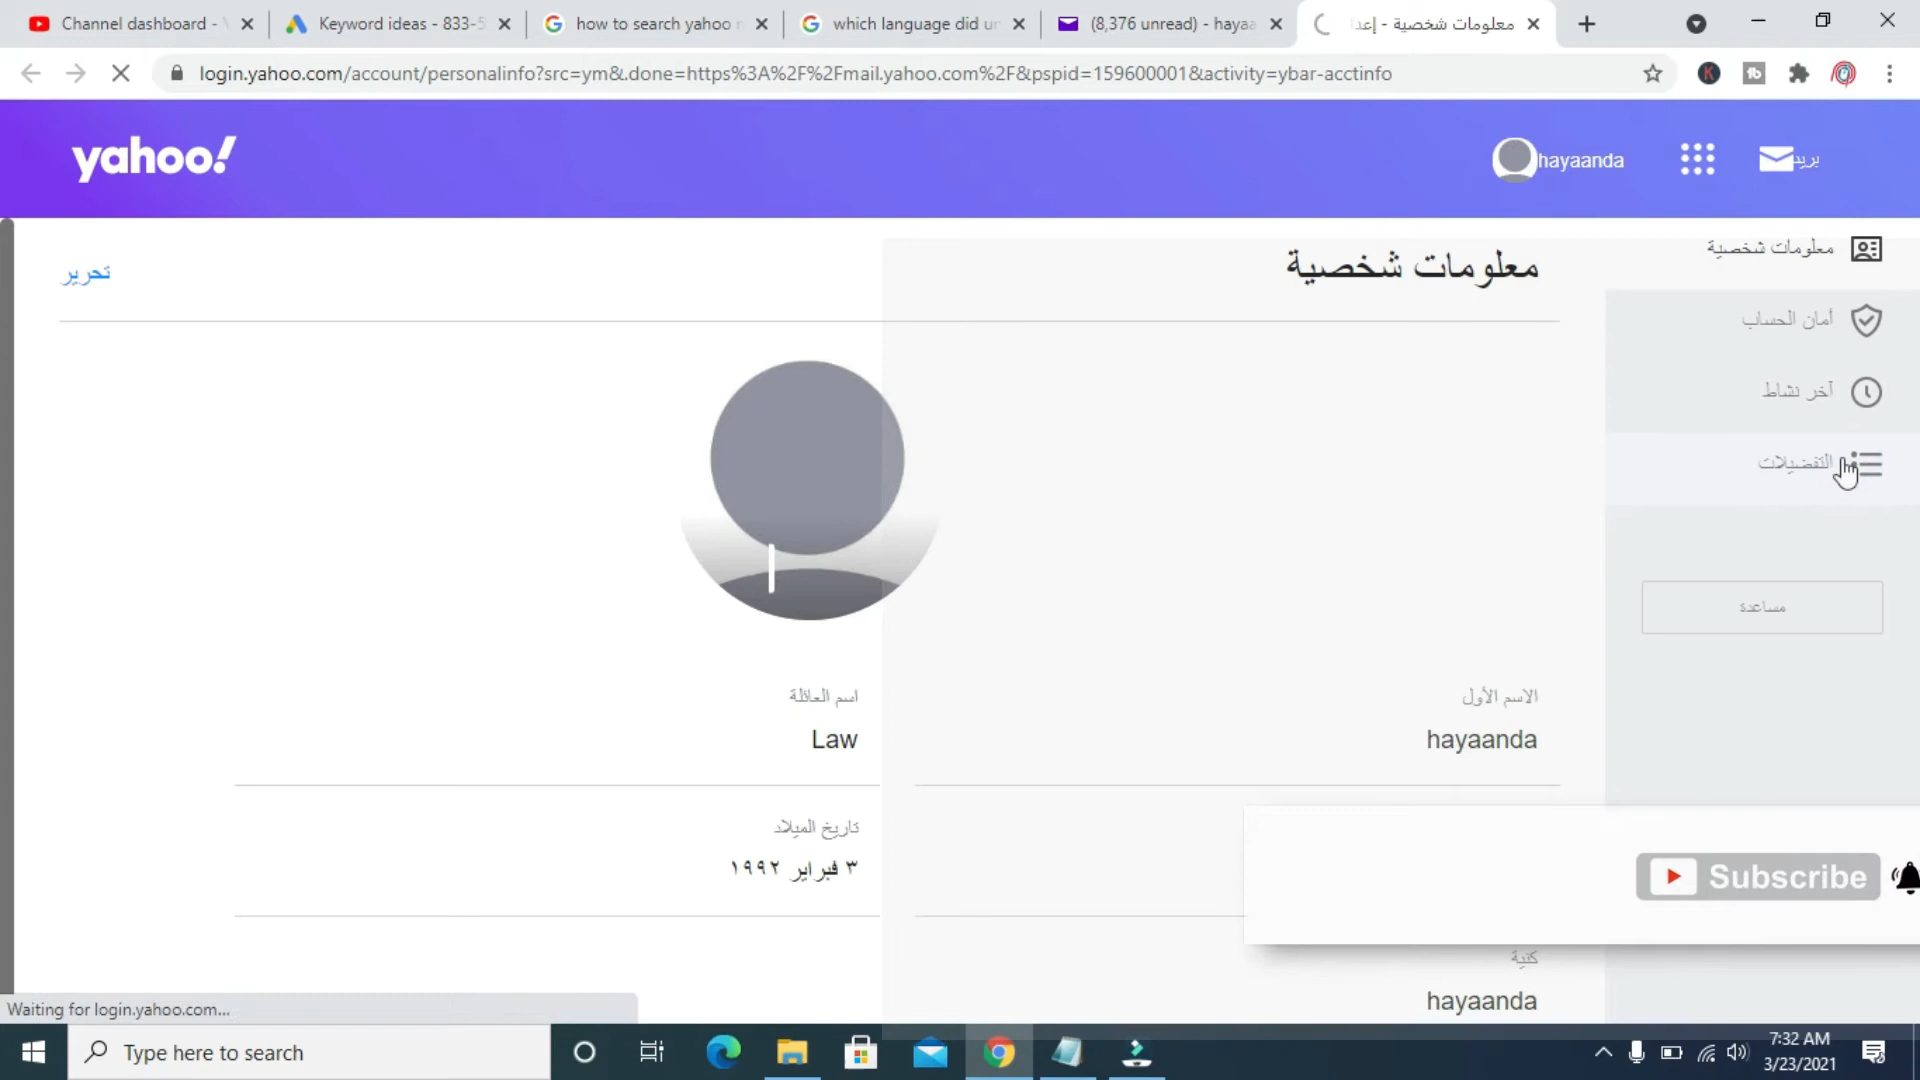 Channel dashboard -
Keyword ideas - 833-5
how to search yahoo
which language did
(8,376 unread) - hayaa
معلومات شخصية - إعدا
login.yahoo.com/account/personalinfo?src=ym&.done=https%3A%2F%2Fmail.yahoo.com%2F&pspid=159600001&activity=ybar-acctinfo
yahoo!
hayaanda
بريد
معلومات شخصية
أمان الحساب
آخر نشاط
التفضيلات
مساعدة
معلومات شخصية
تحرير
الاسم الأول
hayaanda
اسم العائلة
Law
تاريخ الميلاد
٣ فبراير ١٩٩٢
كنية
hayaanda
Subscribe
Waiting for login.yahoo.com...
Type here to search
7:32 AM
3/23/2021